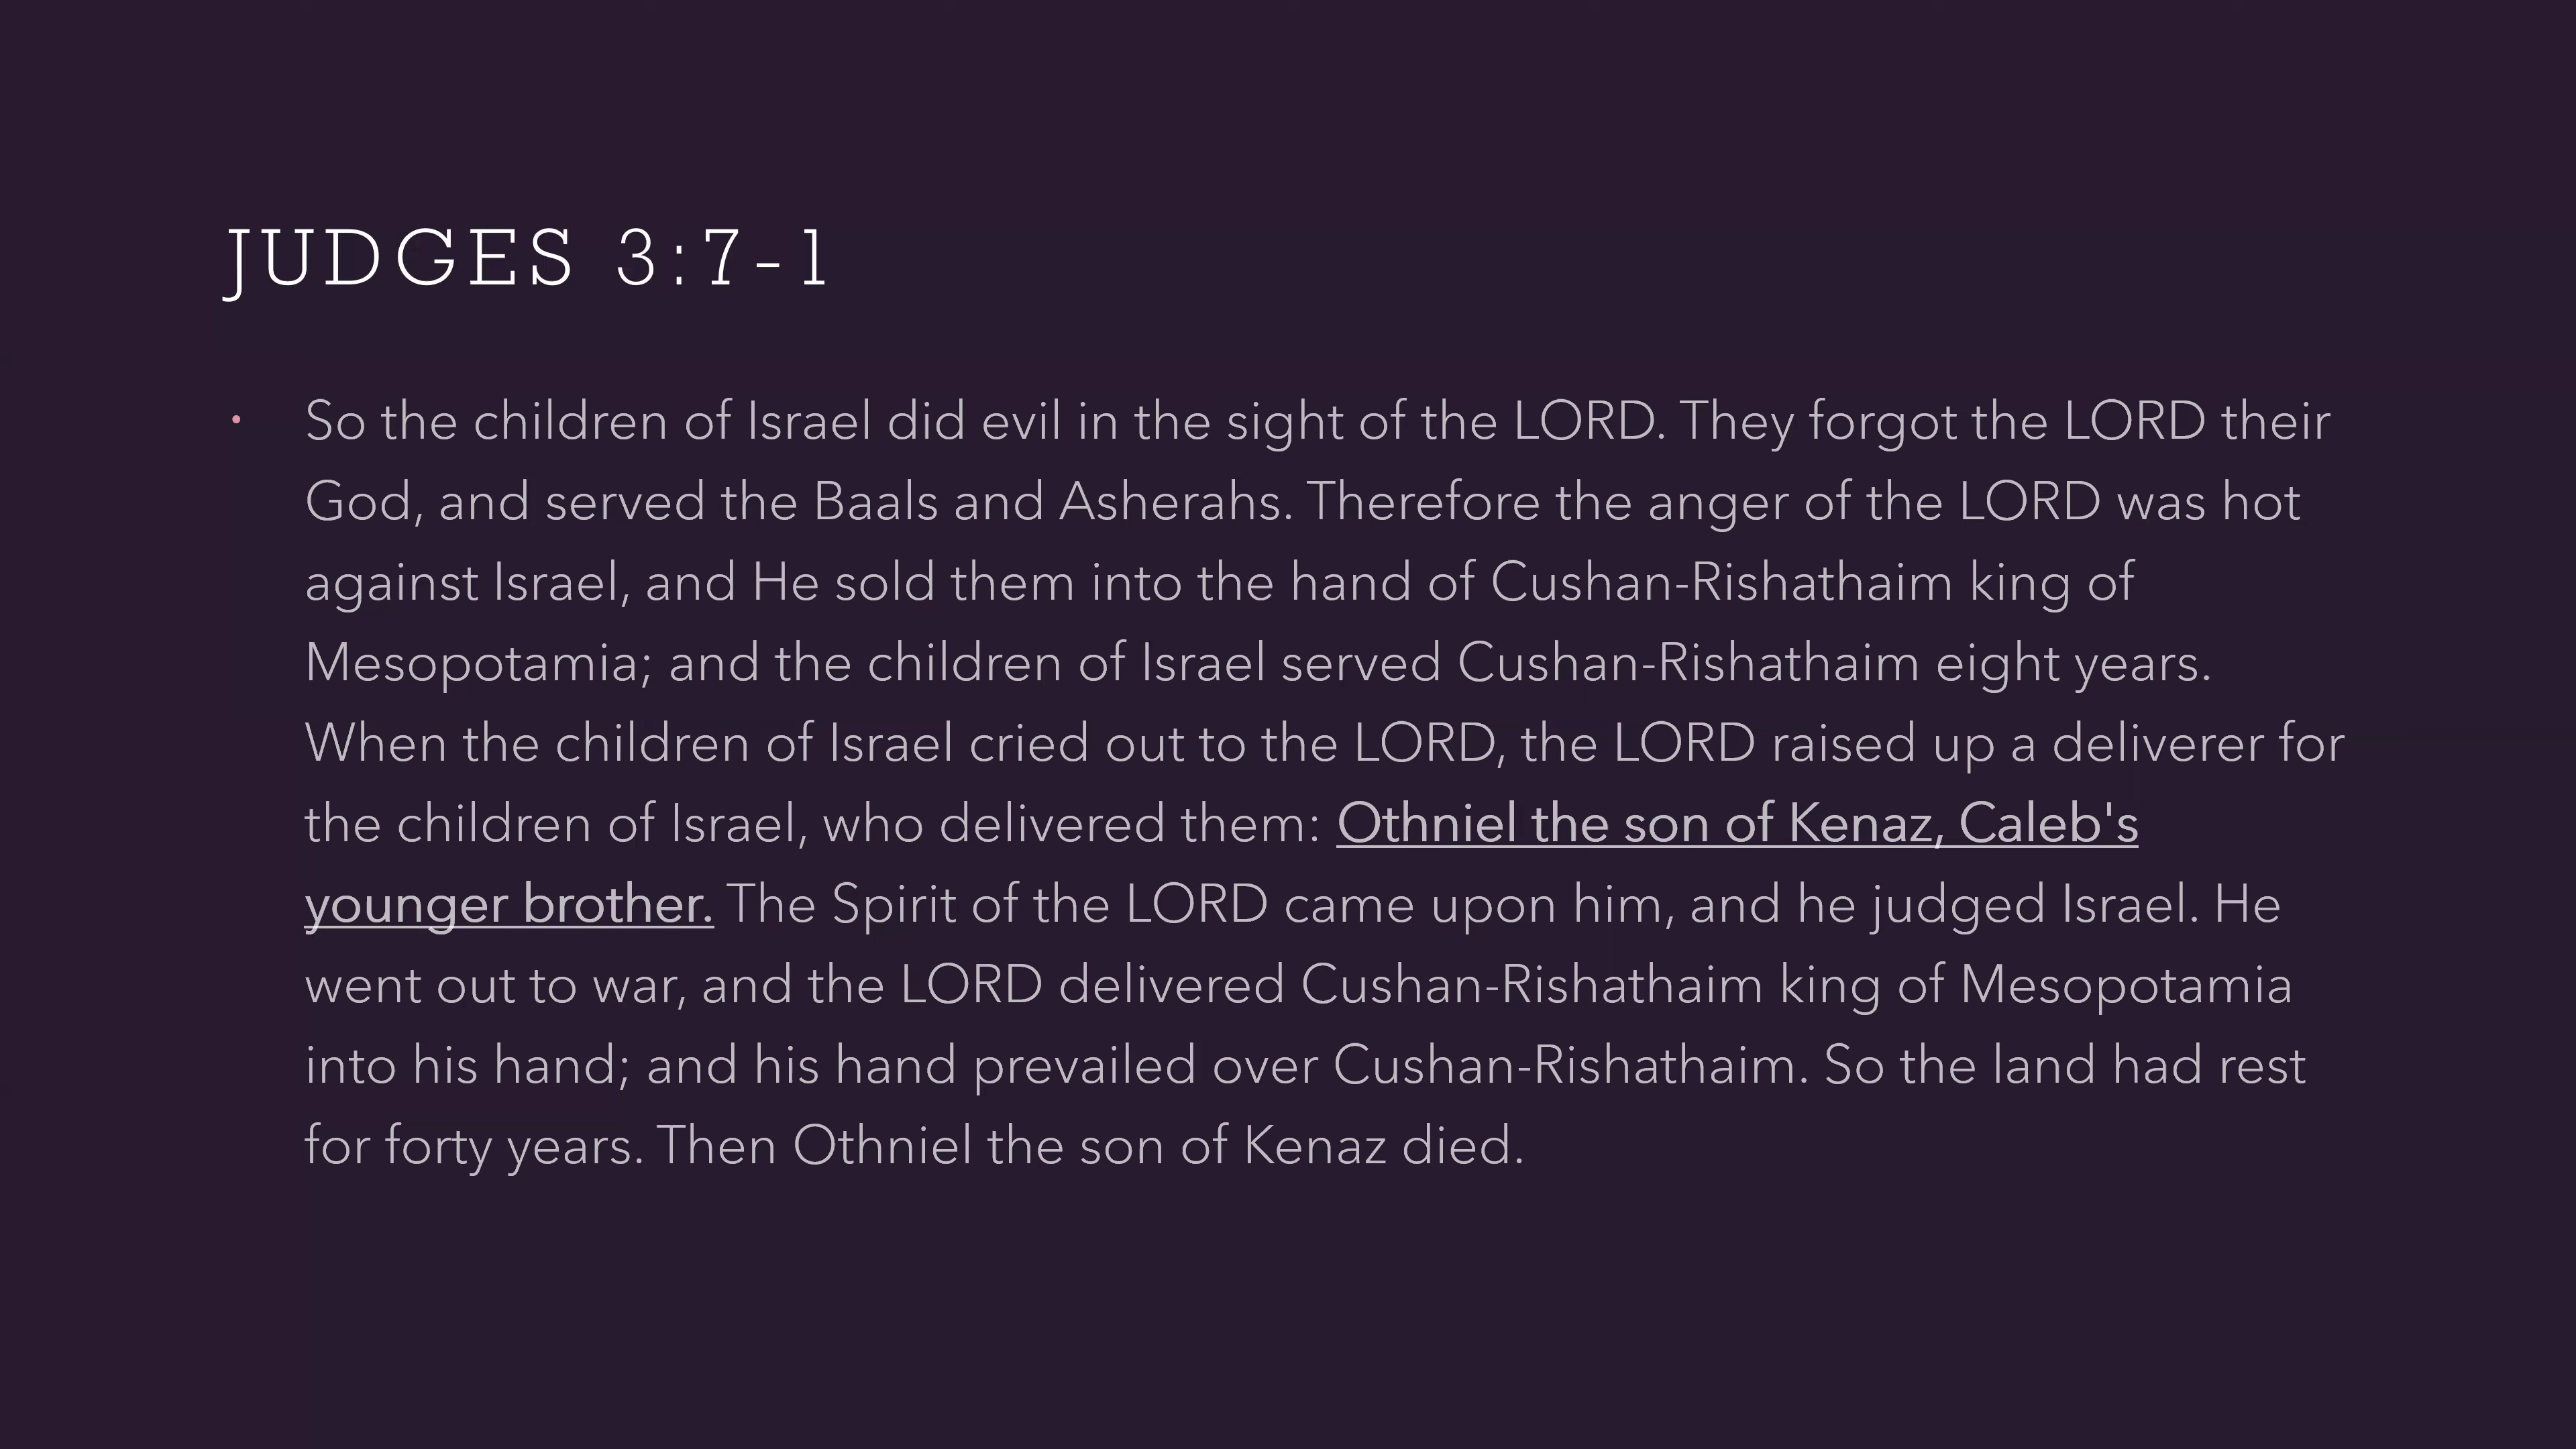 JUDGES 3:7-1
• So the children of Israel did evil in the sight of the LORD. They forgot the LORD their
God, and served the Baals and Asherahs. Therefore the anger of the LORD was hot
against Israel, and He sold them into the hand of Cushan-Rishathaim king of
Mesopotamia; and the children of Israel served Cushan-Rishathaim eight years.
When the children of Israel cried out to the LORD, the LORD raised up a deliverer for
the children of Israel, who delivered them: Othniel the son of Kenaz, Caleb's
younger brother. The Spirit of the LORD came upon him, and he judged Israel. He
went out to war, and the LORD delivered Cushan-Rishathaim king of Mesopotamia
into his hand; and his hand prevailed over Cushan-Rishathaim. So the land had rest
for forty years. Then Othniel the son of Kenaz died.